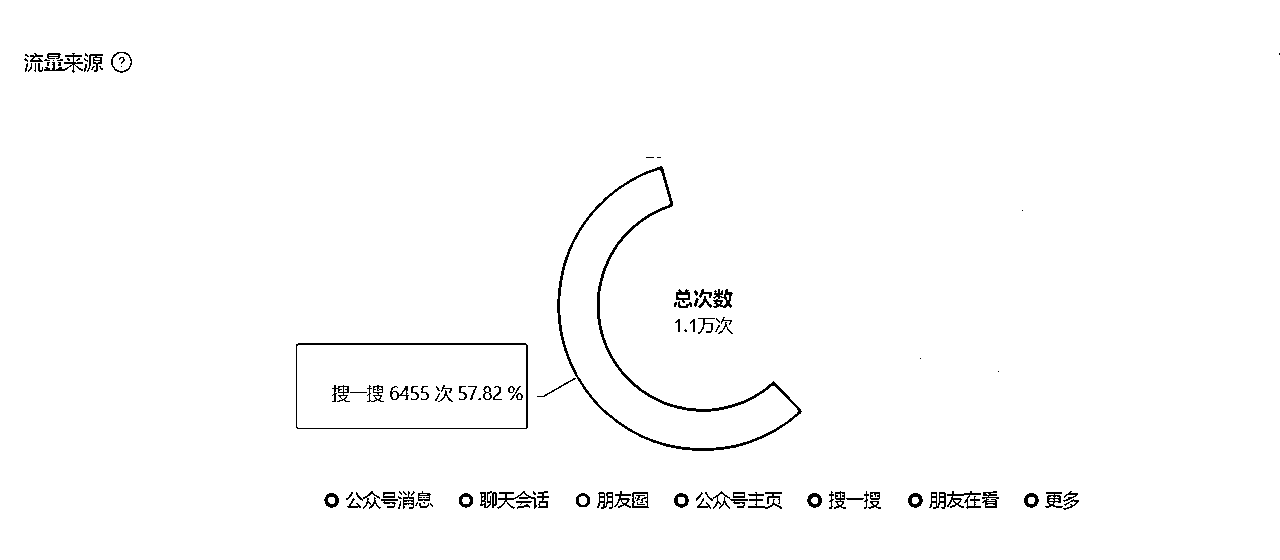 流量来源 ?
总次数
1.1万次
搜一搜 6455 次 57.82 %
公众号消息 聊天会话 朋友圈 公众号主页 搜一搜 朋友在看 更多